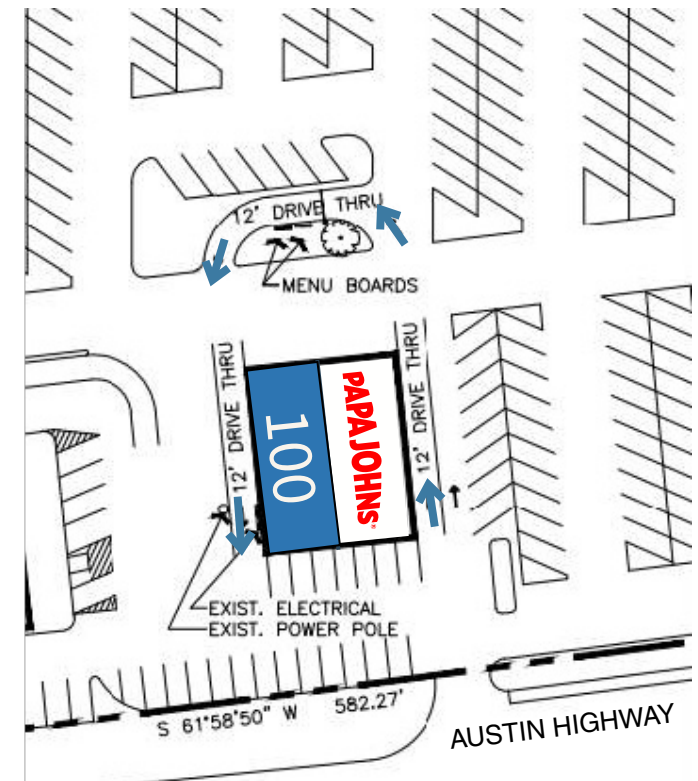 12' DRIVE THRU
MENU BOARDS
12' DRIVE THRU
100
PAPA JOHNS®
12' DRIVE THRU
EXIST. ELECTRICAL
EXIST. POWER POLE
S 61°58'50" W 582.27'
AUSTIN HIGHWAY